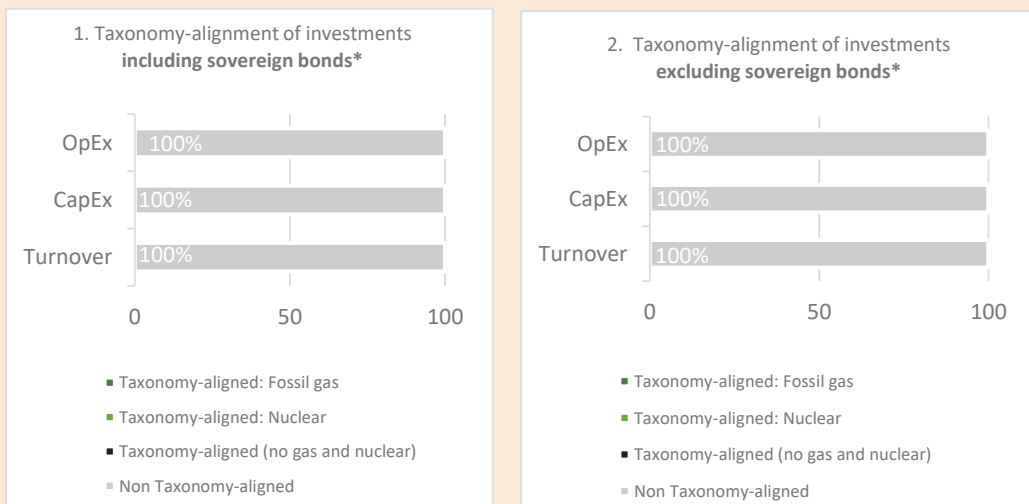 1. Taxonomy-alignment of investments
including sovereign bonds*
OpEx
100%
CapEx
100%
Turnover
100%
0
50
100
Taxonomy-aligned: Fossil gas
Taxonomy-aligned: Nuclear
Taxonomy-aligned (no gas and nuclear)
Non Taxonomy-aligned
2. Taxonomy-alignment of investments
excluding sovereign bonds*
OpEx
100%
CapEx
100%
Turnover
100%
0
50
100
Taxonomy-aligned: Fossil gas
Taxonomy-aligned: Nuclear
Taxonomy-aligned (no gas and nuclear)
Non Taxonomy-aligned